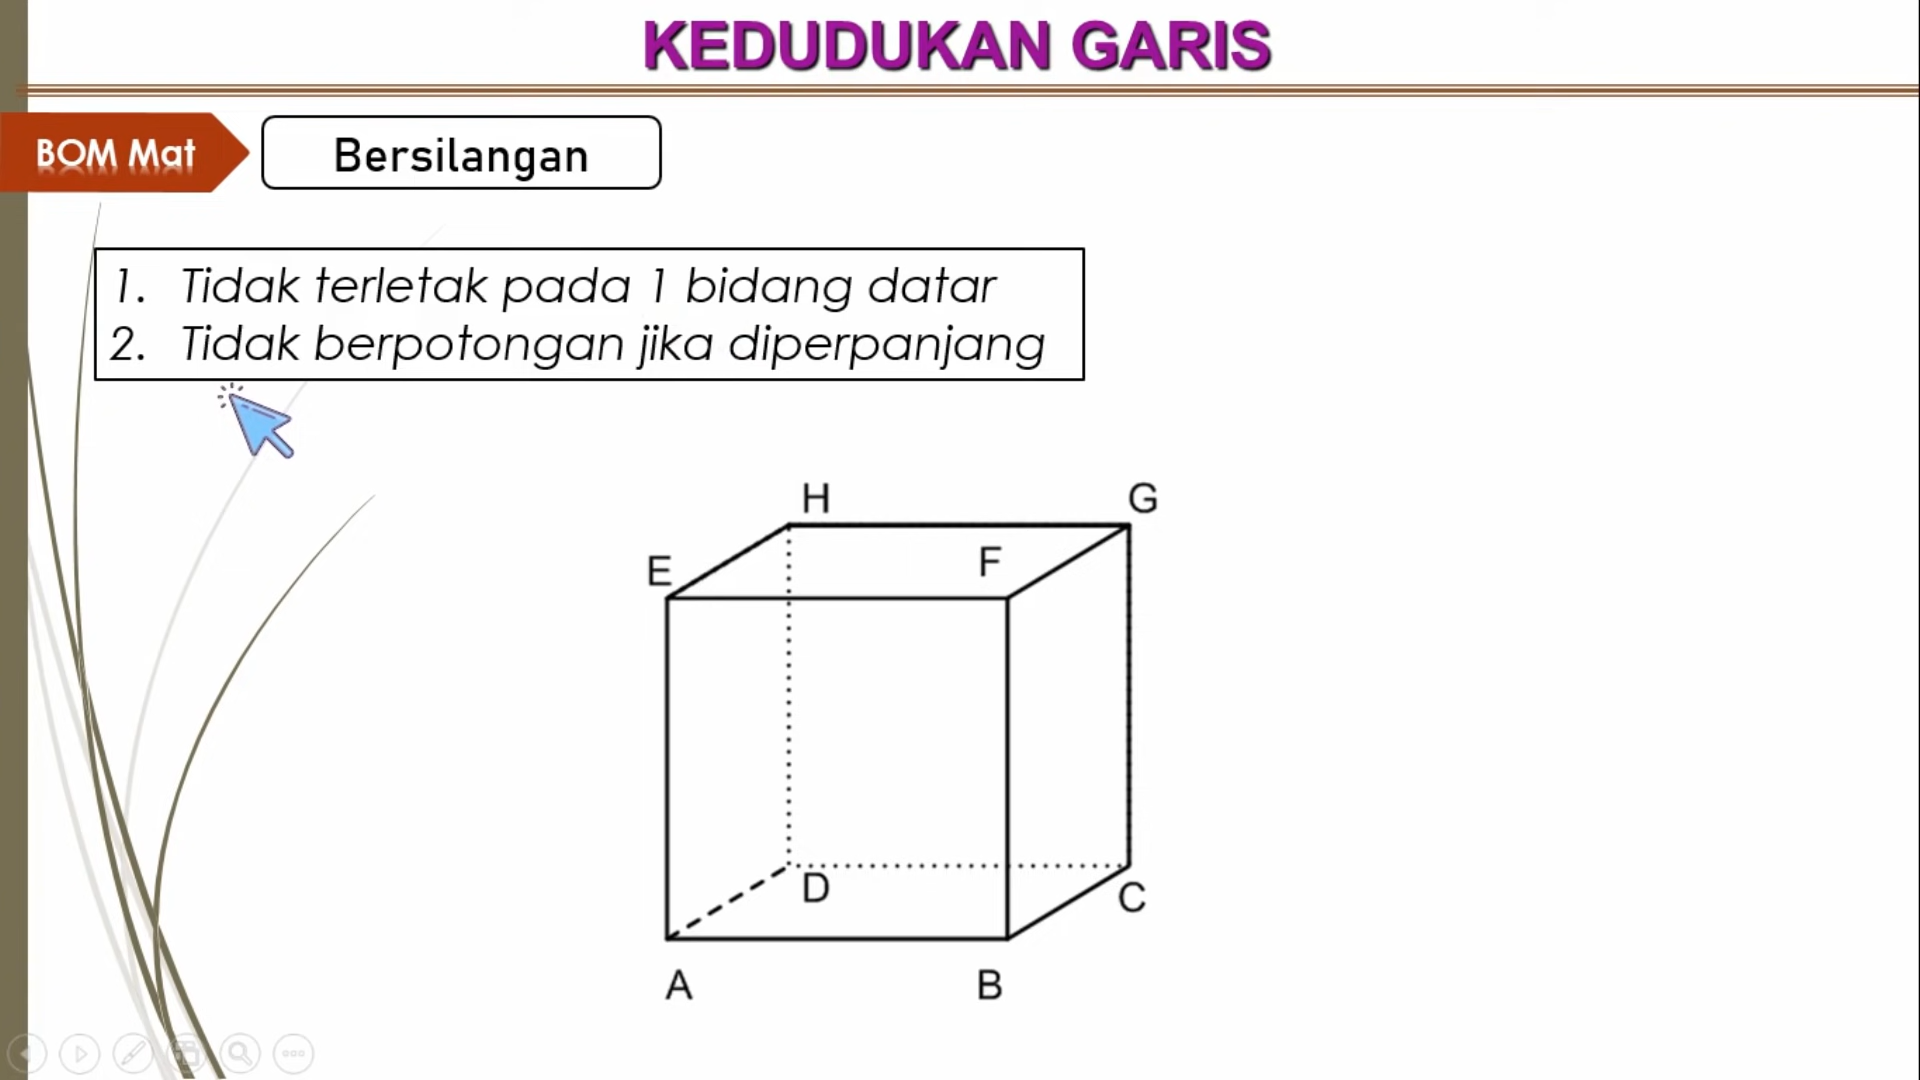 KEDUDUKAN GARIS
BOM Mat
Bersilangan
1. Tidak terletak pada 1 bidang datar
2. Tidak berpotongan jika diperpanjang
H
G
E
F
D
C
A
B